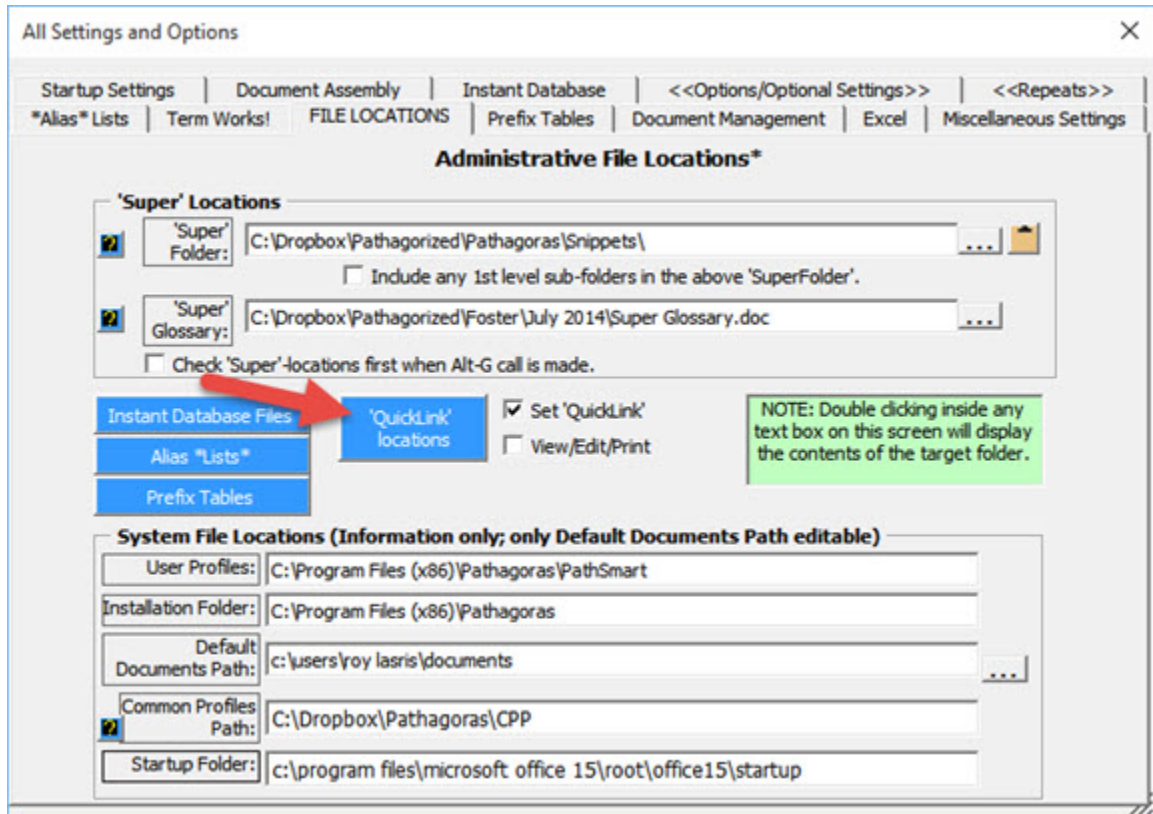 All Settings and Options
Startup Settings | Document Assembly | Instant Database | <<Options/Optional Settings>> | <<Repeats>>
*Alias* Lists | Term Works! | FILE LOCATIONS | Prefix Tables | Document Management | Excel | Miscellaneous Settings
Administrative File Locations*
'Super' Locations
'Super'
Folder:
C:\Dropbox\Pathagorized\Pathagoras\Snippets\
...
Include any 1st level sub-folders in the above 'SuperFolder'.
'Super'
Glossary:
C:\Dropbox\Pathagorized\Foster\July 2014\Super Glossary.doc
...
Check 'Super'-locations first when Alt-G call is made.
Instant Database Files
Alias *Lists*
Prefix Tables
'QuickLink'
locations
Set 'QuickLink'
View/Edit/Print
NOTE: Double clicking inside any
text box on this screen will display
the contents of the target folder.
System File Locations (Information only; only Default Documents Path editable)
User Profiles: C:\Program Files (x86)\Pathagoras\PathSmart
Installation Folder: C:\Program Files (x86)\Pathagoras
Default
Documents Path:
c:\users\roy lasris\documents
...
Common Profiles
Path:
C:\Dropbox\Pathagoras\CPP
Startup Folder: c:\program files\microsoft office 15\root\office15\startup